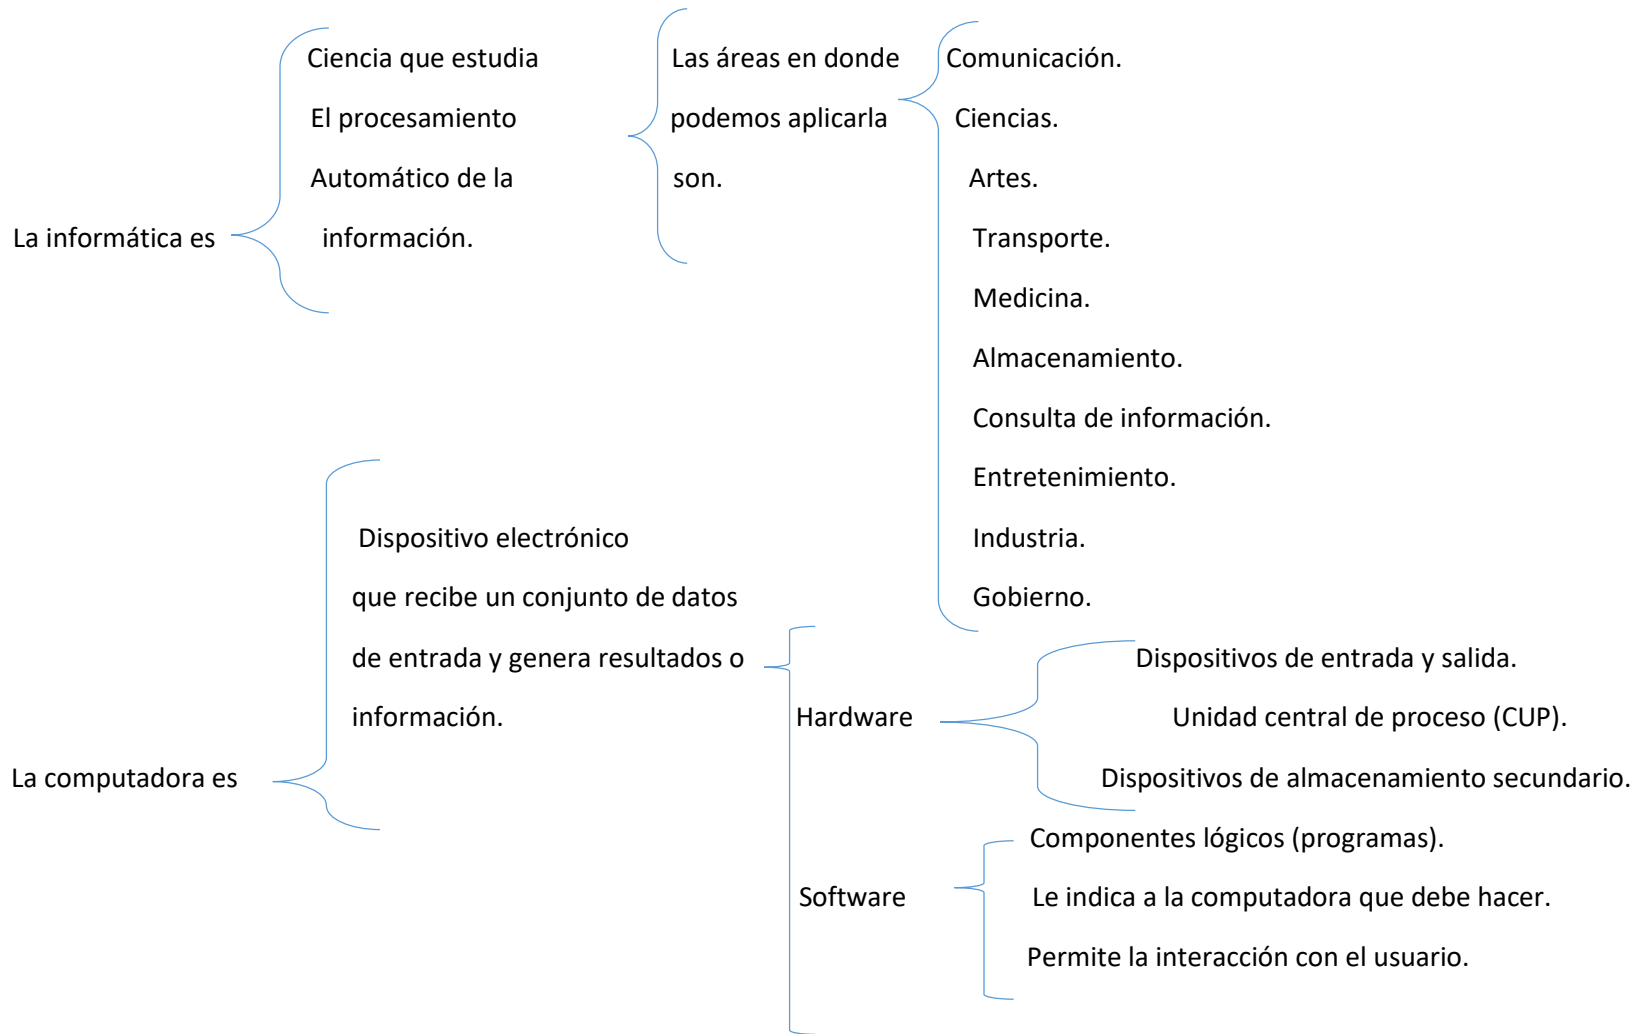 La informática es
Ciencia que estudia
El procesamiento
Automático de la
información.
Las áreas en donde
podemos aplicarla
son.
Comunicación.
Ciencias.
Artes.
Transporte.
Medicina.
Almacenamiento.
Consulta de información.
Entretenimiento.
Industria.
Gobierno.
La computadora es
Dispositivo electrónico
que recibe un conjunto de datos
de entrada y genera resultados o
información.
Hardware
Dispositivos de entrada y salida.
Unidad central de proceso (CUP).
Dispositivos de almacenamiento secundario.
Software
Componentes lógicos (programas).
Le indica a la computadora que debe hacer.
Permite la interacción con el usuario.